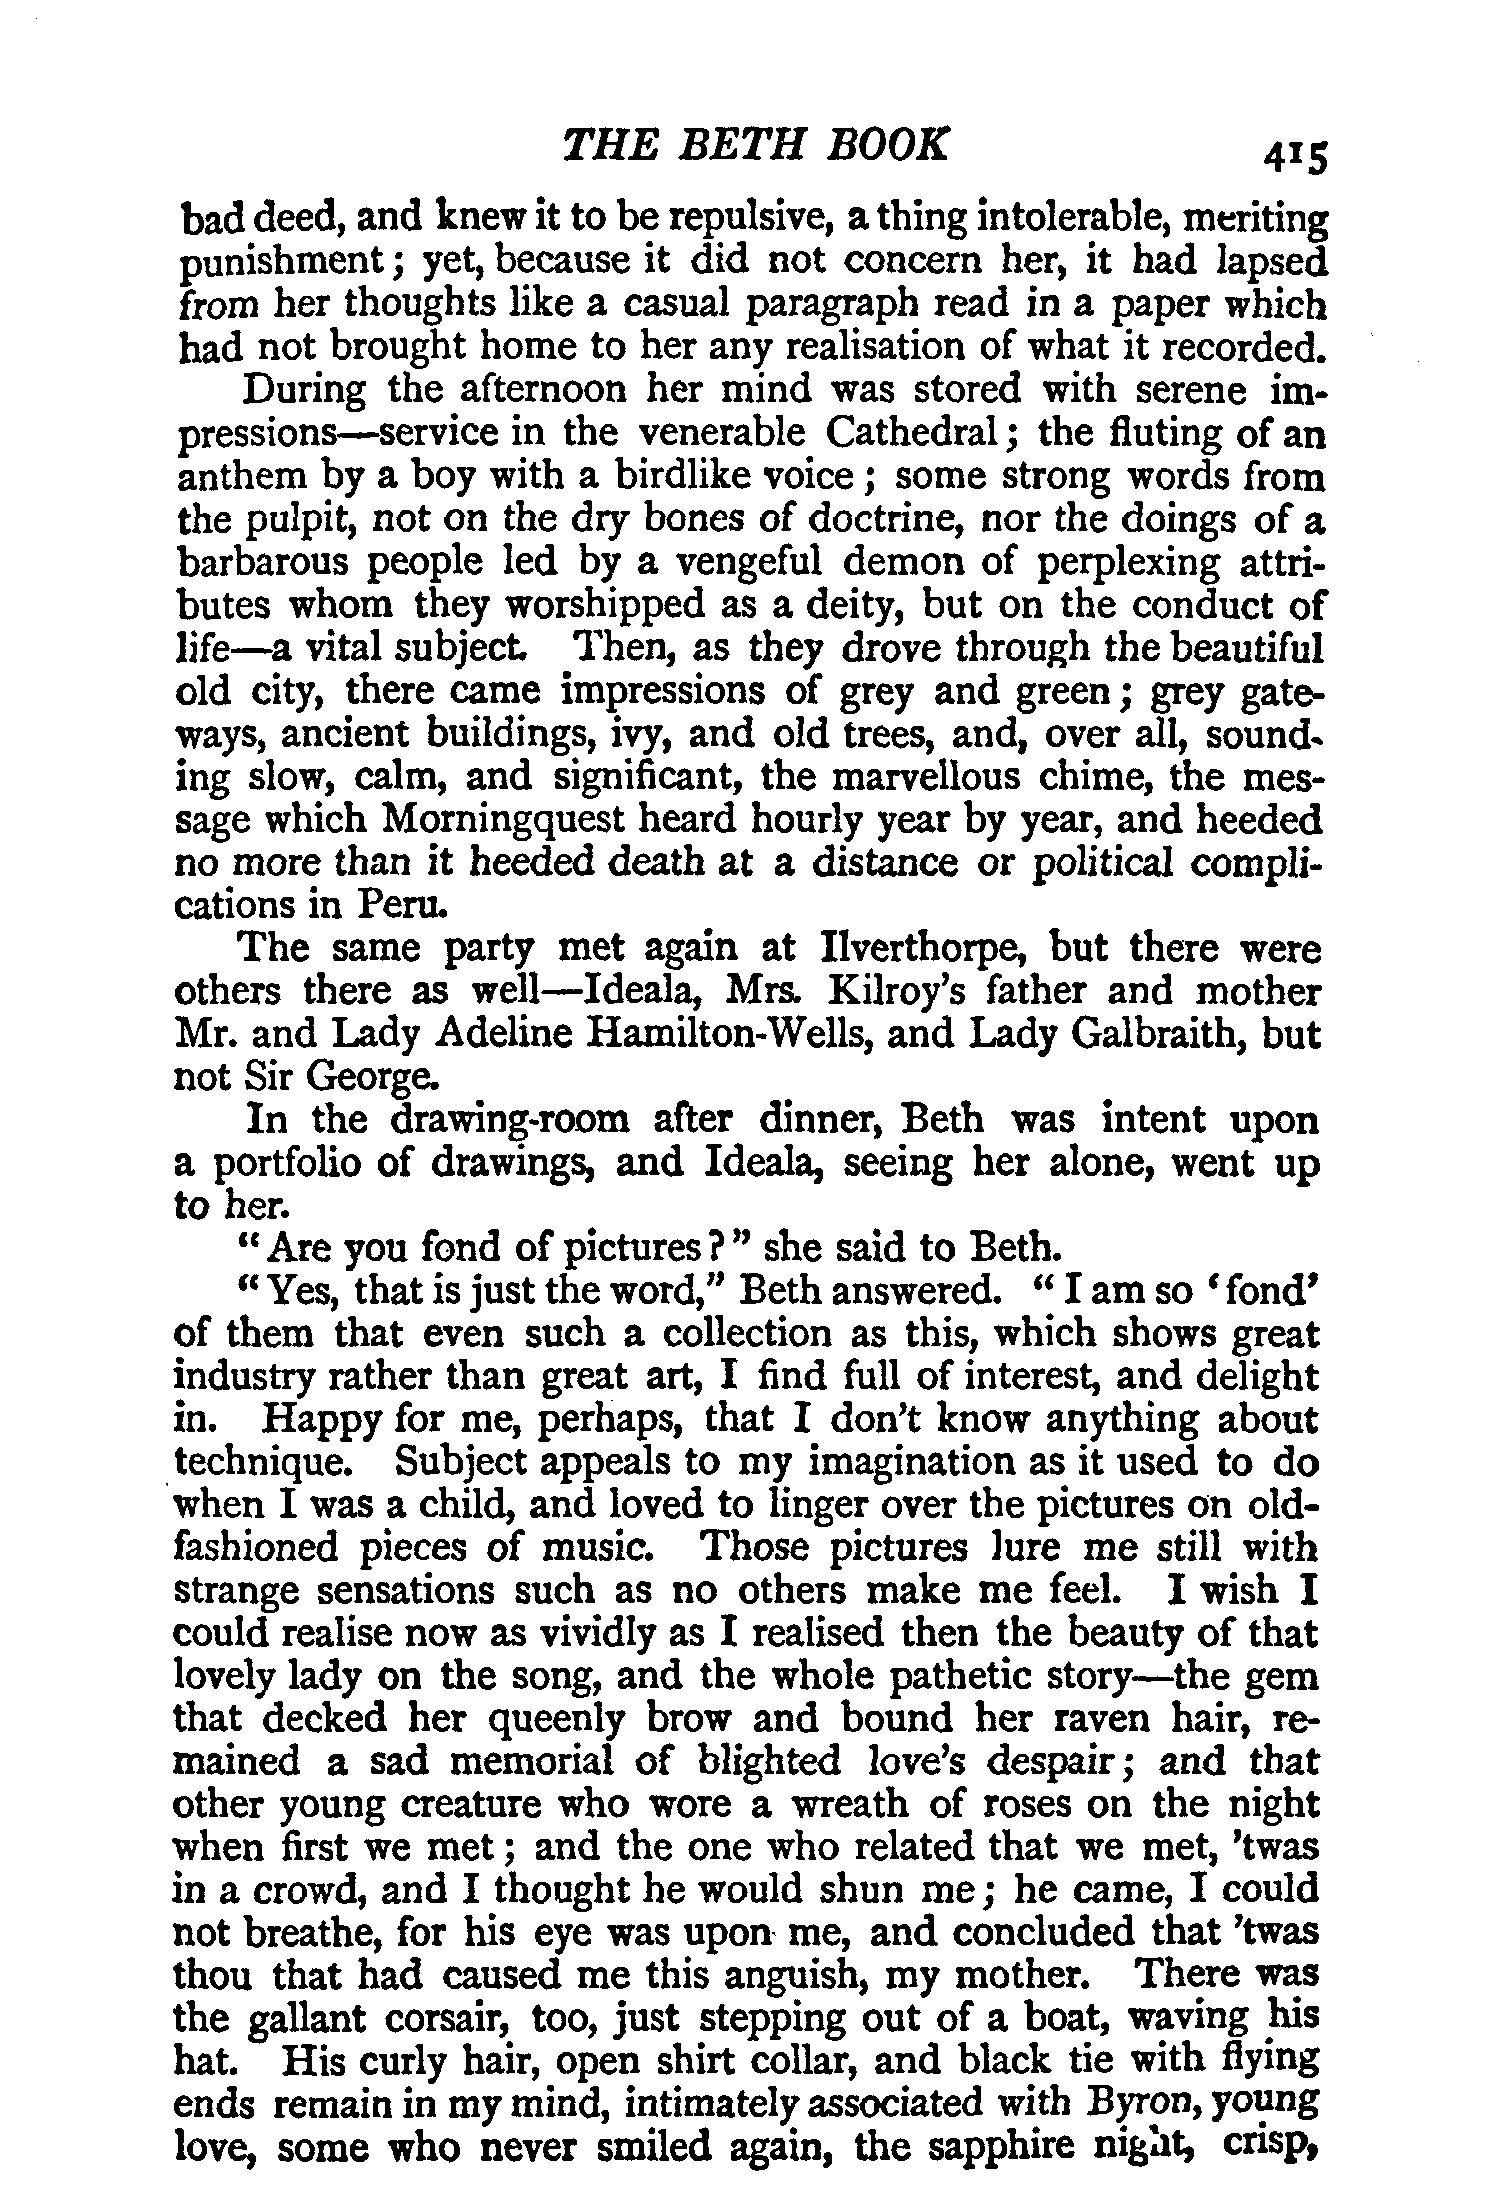 THE BETH BOOK 415
bad deed, and knew it to be repulsive, a thing intolerable, meriting
punishment; yet, because it did not concern her, it had lapsed
from her thoughts like a casual paragraph read in a paper which
had not brought home to her any realisation of what it recorded.
During the afternoon her mind was stored with serene im-
pressions—service in the venerable Cathedral; the fluting of an
anthem by a boy with a birdlike voice; some strong words from
the pulpit, not on the dry bones of doctrine, nor the doings of a
barbarous people led by a vengeful demon of perplexing attri-
butes whom they worshipped as a deity, but on the conduct of
life—a vital subject. Then, as they drove through the beautiful
old city, there came impressions of grey and green; grey gate-
ways, ancient buildings, ivy, and old trees, and, over all, sound-
ing slow, calm, and significant, the marvellous chime, the mes-
sage which Morningquest heard hourly year by year, and heeded
no more than it heeded death at a distance or political compli-
cations in Peru.
The same party met again at Ilverthorpe, but there were
others there as well—Ideala, Mrs. Kilroy's father and mother
Mr. and Lady Adeline Hamilton-Wells, and Lady Galbraith, but
not Sir George.
In the drawing-room after dinner, Beth was intent upon
a portfolio of drawings, and Ideala, seeing her alone, went up
to her.
"Are you fond of pictures?" she said to Beth.
"Yes, that is just the word," Beth answered. "I am so 'fond'
of them that even such a collection as this, which shows great
industry rather than great art, I find full of interest, and delight
in. Happy for me, perhaps, that I don't know anything about
technique. Subject appeals to my imagination as it used to do
when I was a child, and loved to linger over the pictures on old-
fashioned pieces of music. Those pictures lure me still with
strange sensations such as no others make me feel. I wish I
could realise now as vividly as I realised then the beauty of that
lovely lady on the song, and the whole pathetic story—the gem
that decked her queenly brow and bound her raven hair, re-
mained a sad memorial of blighted love's despair; and that
other young creature who wore a wreath of roses on the night
when first we met; and the one who related that we met, 'twas
in a crowd, and I thought he would shun me; he came, I could
not breathe, for his eye was upon me, and concluded that 'twas
thou that had caused me this anguish, my mother. There was
the gallant corsair, too, just stepping out of a boat, waving his
hat. His curly hair, open shirt collar, and black tie with flying
ends remain in my mind, intimately associated with Byron, young
love, some who never smiled again, the sapphire night, crisp,